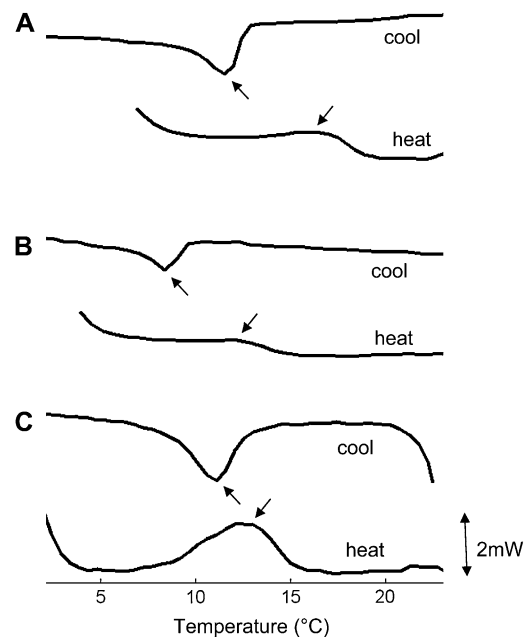 A
cool
heat
B
cool
heat
C
cool
heat
2mW
5 10 15 20
Temperature (°C)